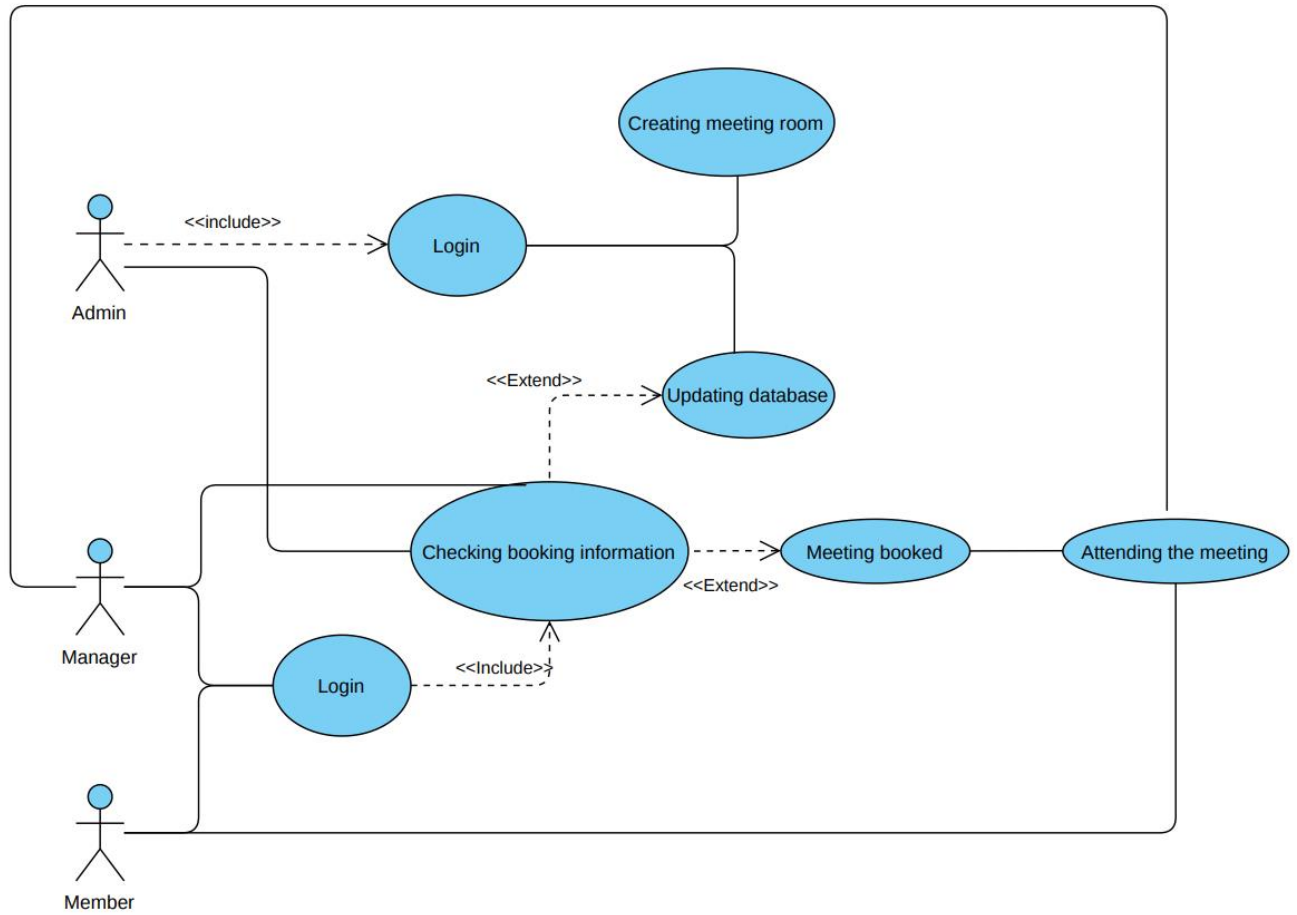 Creating meeting room
<<include>>
Login
Admin
<<Extend>>
Updating database
Checking booking information
Meeting booked
Attending the meeting
<<Extend>>
Manager
<<Include>>
Login
Member